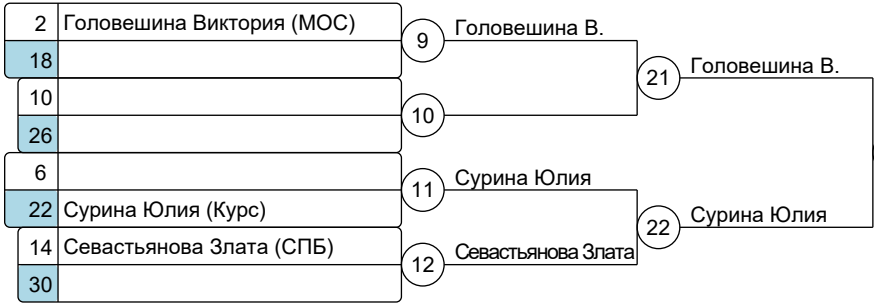 2 Головешина Виктория (МОС)
9
Головешина В.
18
21
Головешина В.
10
10
26
6
11
Сурина Юлия
22 Сурина Юлия (Курс)
22
Сурина Юлия
14 Севастьянова Злата (СПБ)
12
Севастьянова Злата
30